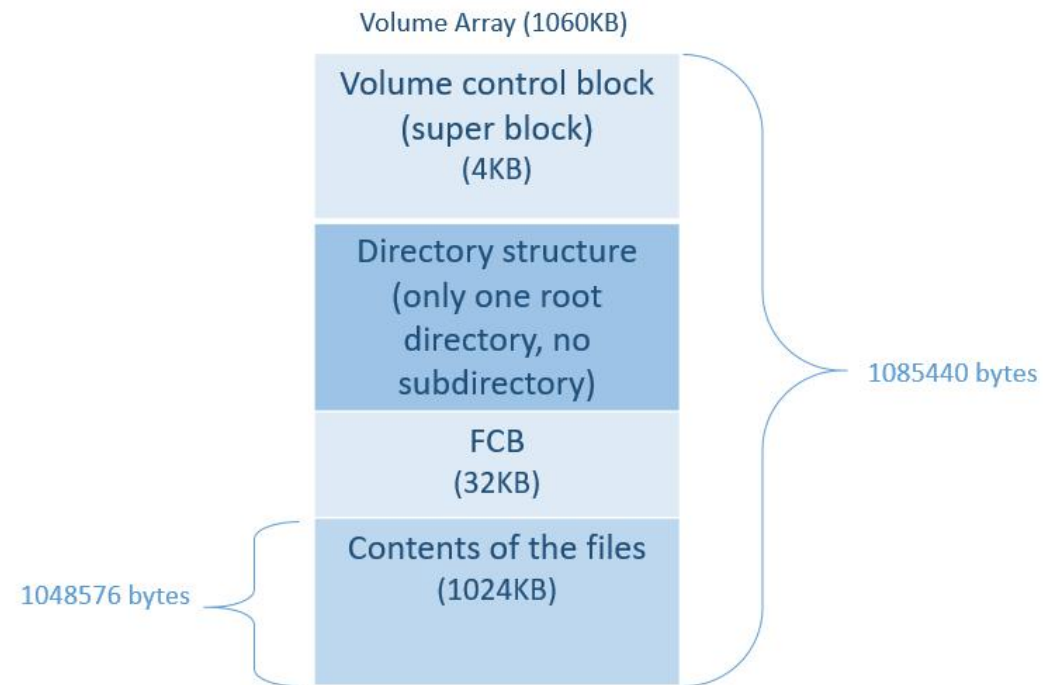 Volume Array (1060KB)
Volume control block
(super block)
(4KB)
Directory structure
(only one root
directory, no
subdirectory)
1085440 bytes
FCB
(32KB)
Contents of the files
(1024KB)
1048576 bytes